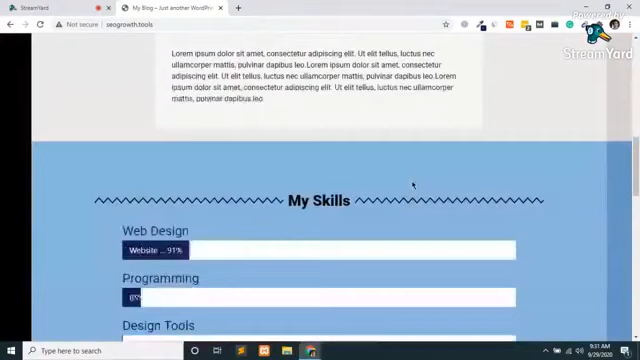 StreamYard
My Blog – Just another WordPr
Not secure
seogrowth.tools
Powered by
StreamYard
Lorem ipsum dolor sit amet, consectetur adipiscing elit. Ut elit tellus, luctus nec
ullamcorper mattis, pulvinar dapibus leo.Lorem ipsum dolor sit amet, consectetur
adipiscing elit. Ut elit tellus, luctus nec ullamcorper mattis, pulvinar dapibus leo.Lorem
ipsum dolor sit amet, consectetur adipiscing elit. Ut elit tellus, luctus nec ullamcorper
mattis, pulvinar dapibus leo
My Skills
Web Design
Website ... 91%
Programming
Design Tools
Type here to search
9:31 AM
9/29/2020